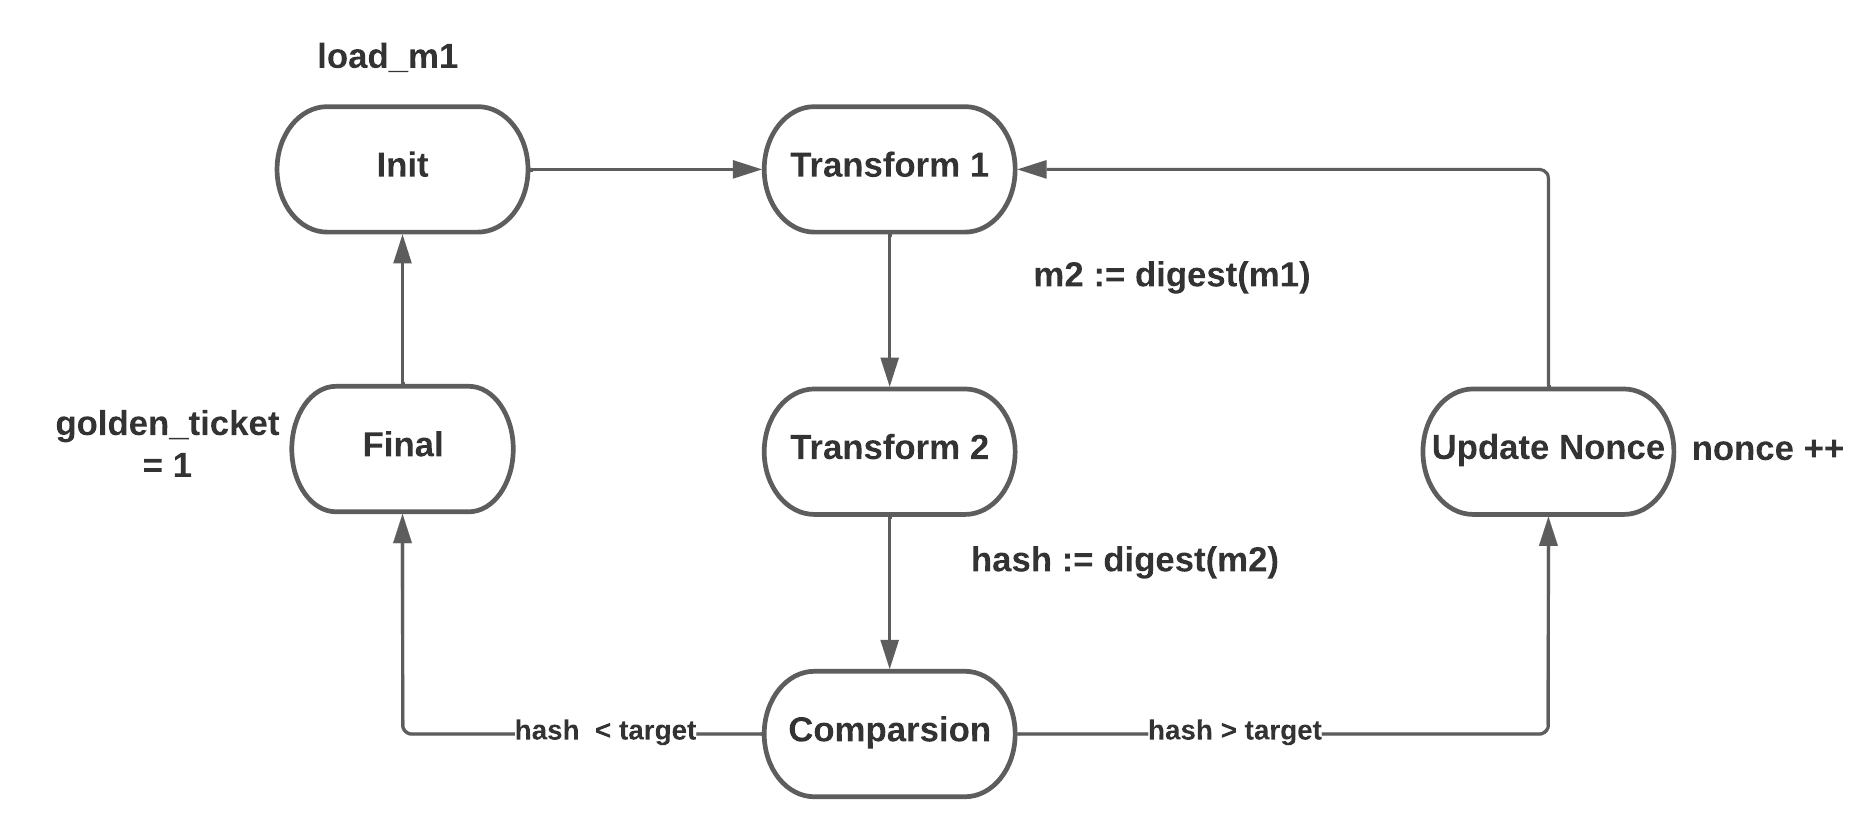 load_m1
Init
Transform 1
m2 := digest(m1)
golden_ticket
= 1
Final
Transform 2
Update Nonce
nonce ++
hash := digest(m2)
hash < target
Comparsion
hash > target